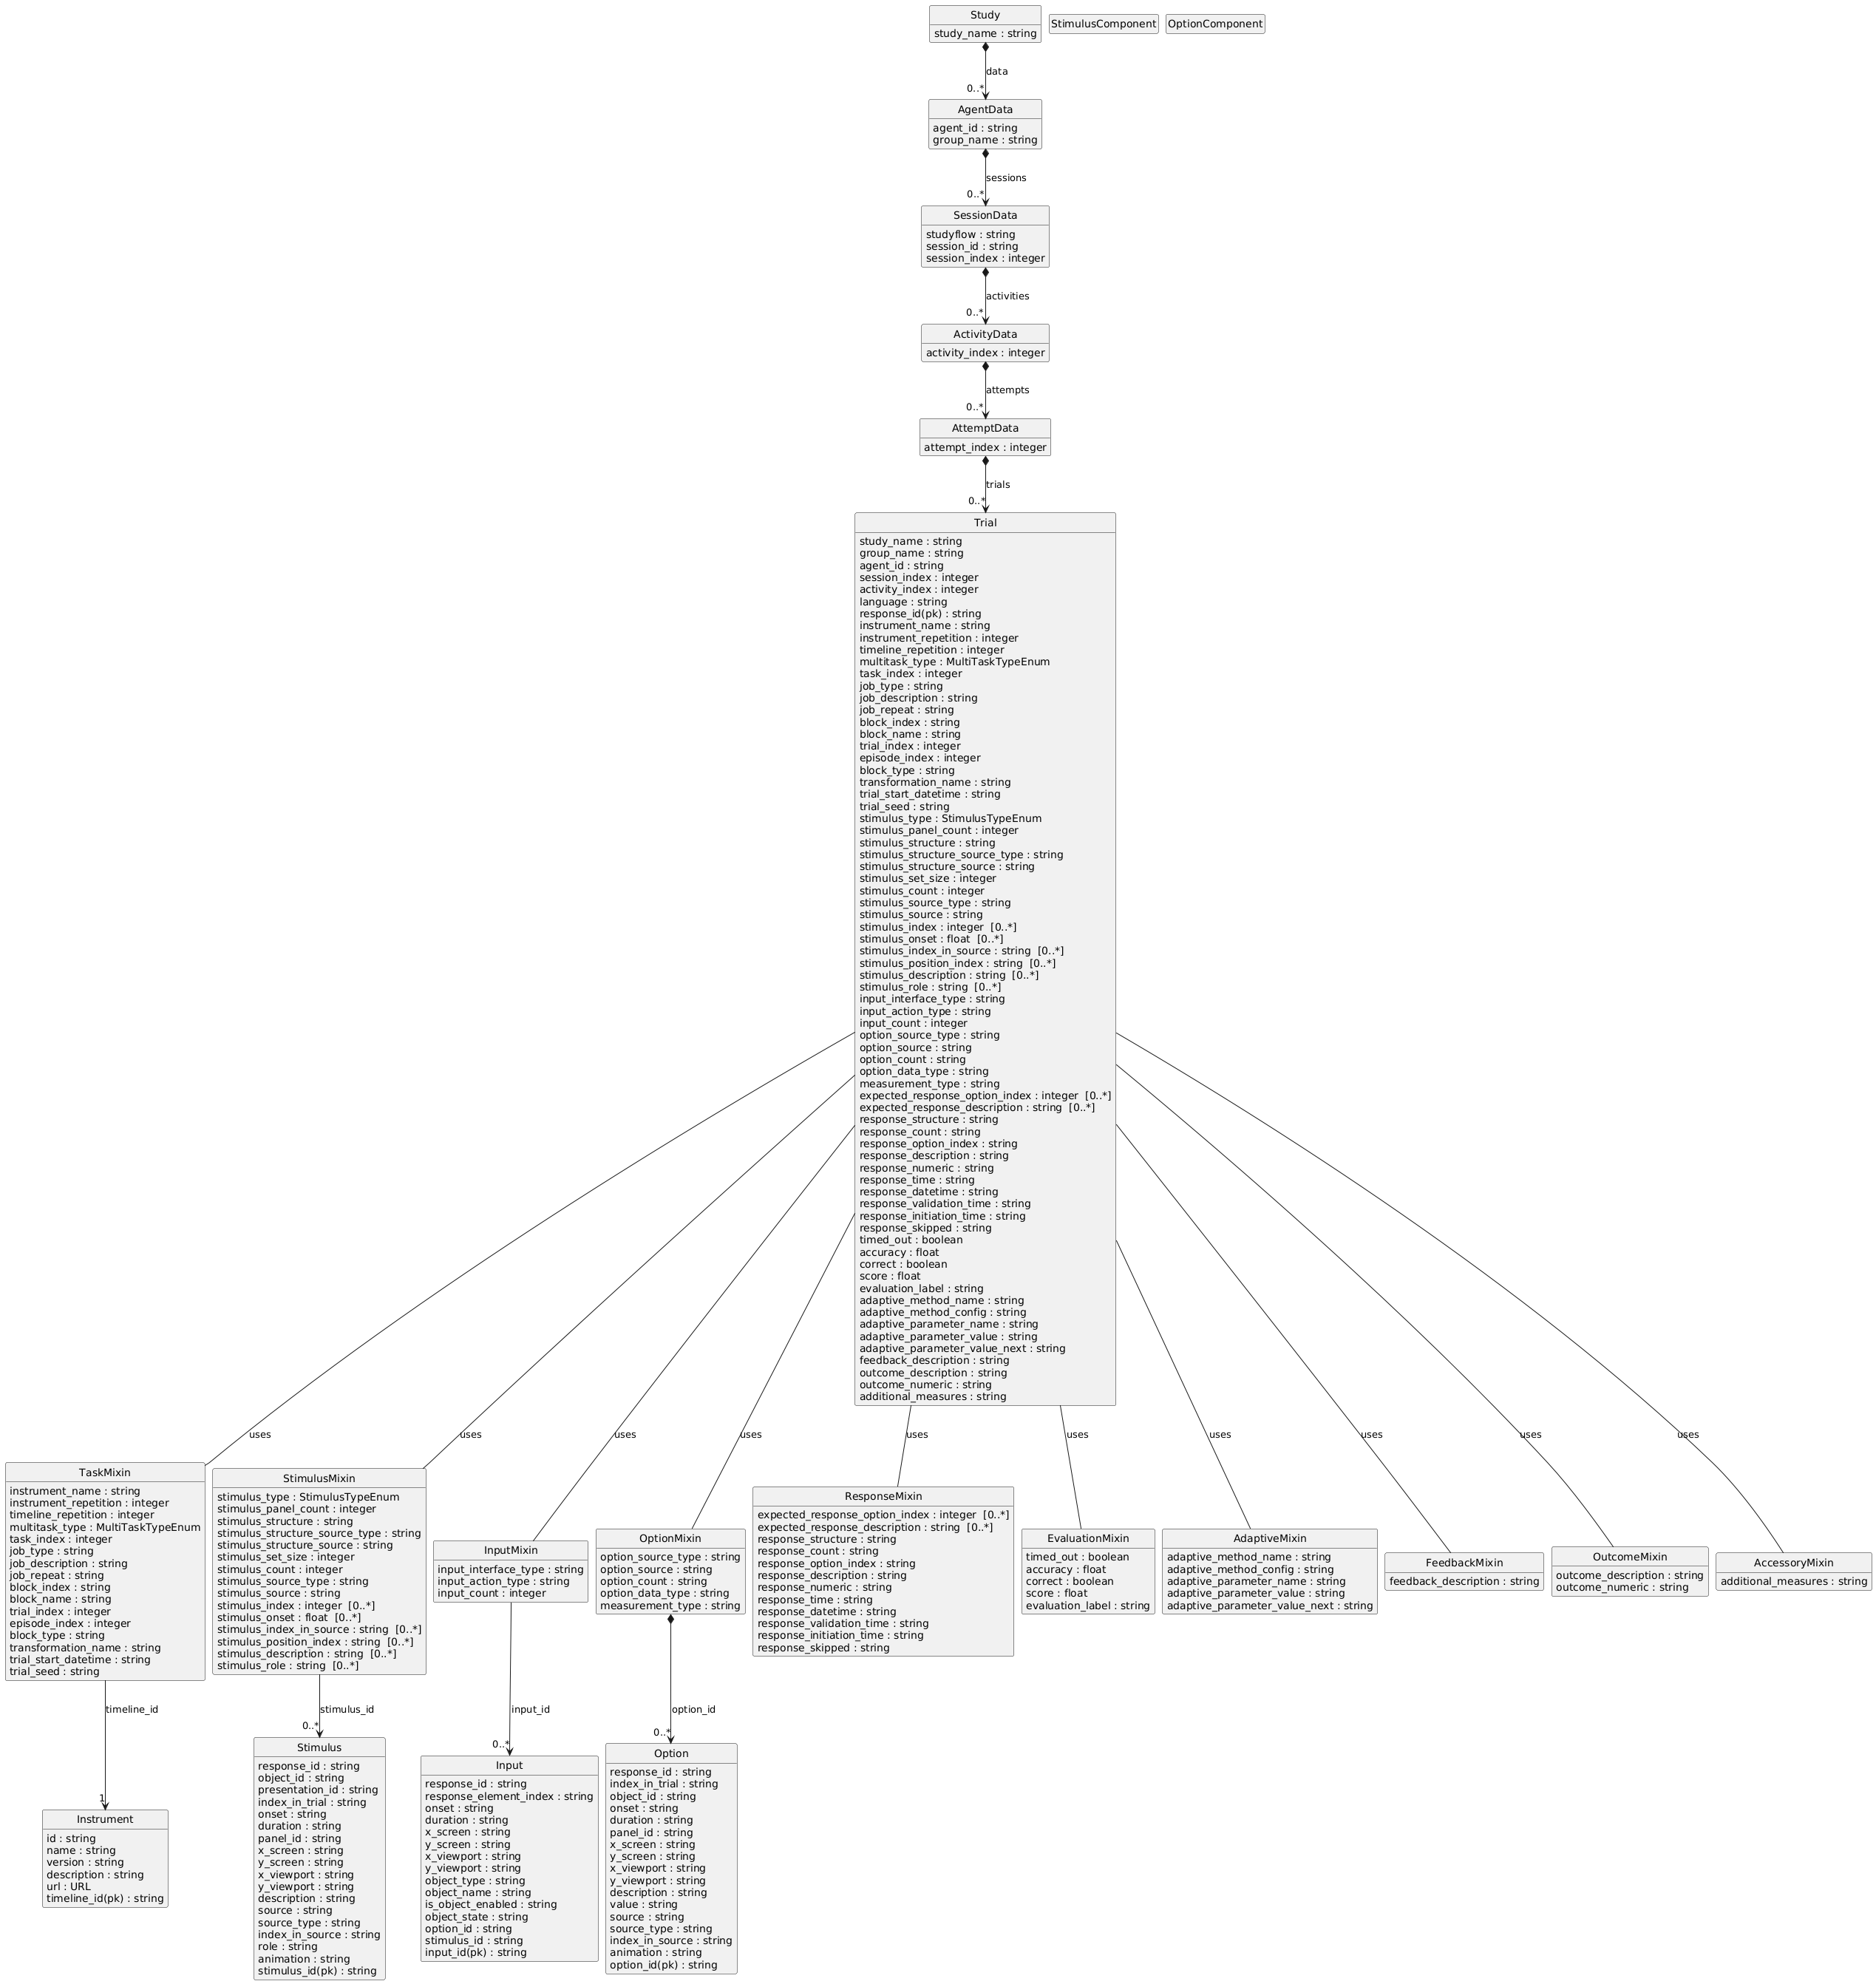 Study
study_name : string
StimulusComponent
OptionComponent
data
0..*
AgentData
agent_id : string
group_name : string
sessions
0..*
SessionData
studyflow : string
session_id : string
session_index : integer
activities
0..*
ActivityData
activity_index : integer
attempts
0..*
AttemptData
attempt_index : integer
trials
0..*
Trial
study_name : string
group_name : string
agent_id : string
session_index : integer
activity_index : integer
language : string
response_id(pk) : string
instrument_name : string
instrument_repetition : integer
timeline_repetition : integer
multitask_type : MultiTaskTypeEnum
task_index : integer
job_type : string
job_description : string
job_repeat : string
block_index : string
block_name : string
trial_index : integer
episode_index : integer
block_type : string
transformation_name : string
trial_start_datetime : string
trial_seed : string
stimulus_type : StimulusTypeEnum
stimulus_panel_count : integer
stimulus_structure : string
stimulus_structure_source_type : string
stimulus_structure_source : string
stimulus_set_size : integer
stimulus_count : integer
stimulus_source_type : string
stimulus_source : string
stimulus_index : integer  [0..*]
stimulus_onset : float  [0..*]
stimulus_index_in_source : string  [0..*]
stimulus_position_index : string  [0..*]
stimulus_description : string  [0..*]
stimulus_role : string  [0..*]
input_interface_type : string
input_action_type : string
input_count : integer
option_source_type : string
option_source : string
option_count : string
option_data_type : string
measurement_type : string
expected_response_option_index : integer  [0..*]
expected_response_description : string  [0..*]
response_structure : string
response_count : string
response_option_index : string
response_description : string
response_numeric : string
response_time : string
response_datetime : string
response_validation_time : string
response_initiation_time : string
response_skipped : string
timed_out : boolean
accuracy : float
correct : boolean
score : float
evaluation_label : string
adaptive_method_name : string
adaptive_method_config : string
adaptive_parameter_name : string
adaptive_parameter_value : string
adaptive_parameter_value_next : string
feedback_description : string
outcome_description : string
outcome_numeric : string
additional_measures : string
uses
uses
uses
uses
uses
uses
uses
uses
uses
uses
TaskMixin
instrument_name : string
instrument_repetition : integer
timeline_repetition : integer
multitask_type : MultiTaskTypeEnum
task_index : integer
job_type : string
job_description : string
job_repeat : string
block_index : string
block_name : string
trial_index : integer
episode_index : integer
block_type : string
transformation_name : string
trial_start_datetime : string
trial_seed : string
StimulusMixin
stimulus_type : StimulusTypeEnum
stimulus_panel_count : integer
stimulus_structure : string
stimulus_structure_source_type : string
stimulus_structure_source : string
stimulus_set_size : integer
stimulus_count : integer
stimulus_source_type : string
stimulus_source : string
stimulus_index : integer  [0..*]
stimulus_onset : float  [0..*]
stimulus_index_in_source : string  [0..*]
stimulus_position_index : string  [0..*]
stimulus_description : string  [0..*]
stimulus_role : string  [0..*]
InputMixin
input_interface_type : string
input_action_type : string
input_count : integer
OptionMixin
option_source_type : string
option_source : string
option_count : string
option_data_type : string
measurement_type : string
ResponseMixin
expected_response_option_index : integer  [0..*]
expected_response_description : string  [0..*]
response_structure : string
response_count : string
response_option_index : string
response_description : string
response_numeric : string
response_time : string
response_datetime : string
response_validation_time : string
response_initiation_time : string
response_skipped : string
EvaluationMixin
timed_out : boolean
accuracy : float
correct : boolean
score : float
evaluation_label : string
AdaptiveMixin
adaptive_method_name : string
adaptive_method_config : string
adaptive_parameter_name : string
adaptive_parameter_value : string
adaptive_parameter_value_next : string
FeedbackMixin
feedback_description : string
OutcomeMixin
outcome_description : string
outcome_numeric : string
AccessoryMixin
additional_measures : string
timeline_id
1
stimulus_id
0..*
input_id
0..*
option_id
0..*
Instrument
id : string
name : string
version : string
description : string
url : URL
timeline_id(pk) : string
Stimulus
response_id : string
object_id : string
presentation_id : string
index_in_trial : string
onset : string
duration : string
panel_id : string
x_screen : string
y_screen : string
x_viewport : string
y_viewport : string
description : string
source : string
source_type : string
index_in_source : string
role : string
animation : string
stimulus_id(pk) : string
Input
response_id : string
response_element_index : string
onset : string
duration : string
x_screen : string
y_screen : string
x_viewport : string
y_viewport : string
object_type : string
object_name : string
is_object_enabled : string
object_state : string
option_id : string
stimulus_id : string
input_id(pk) : string
Option
response_id : string
index_in_trial : string
object_id : string
onset : string
duration : string
panel_id : string
x_screen : string
y_screen : string
x_viewport : string
y_viewport : string
description : string
value : string
source : string
source_type : string
index_in_source : string
animation : string
option_id(pk) : string